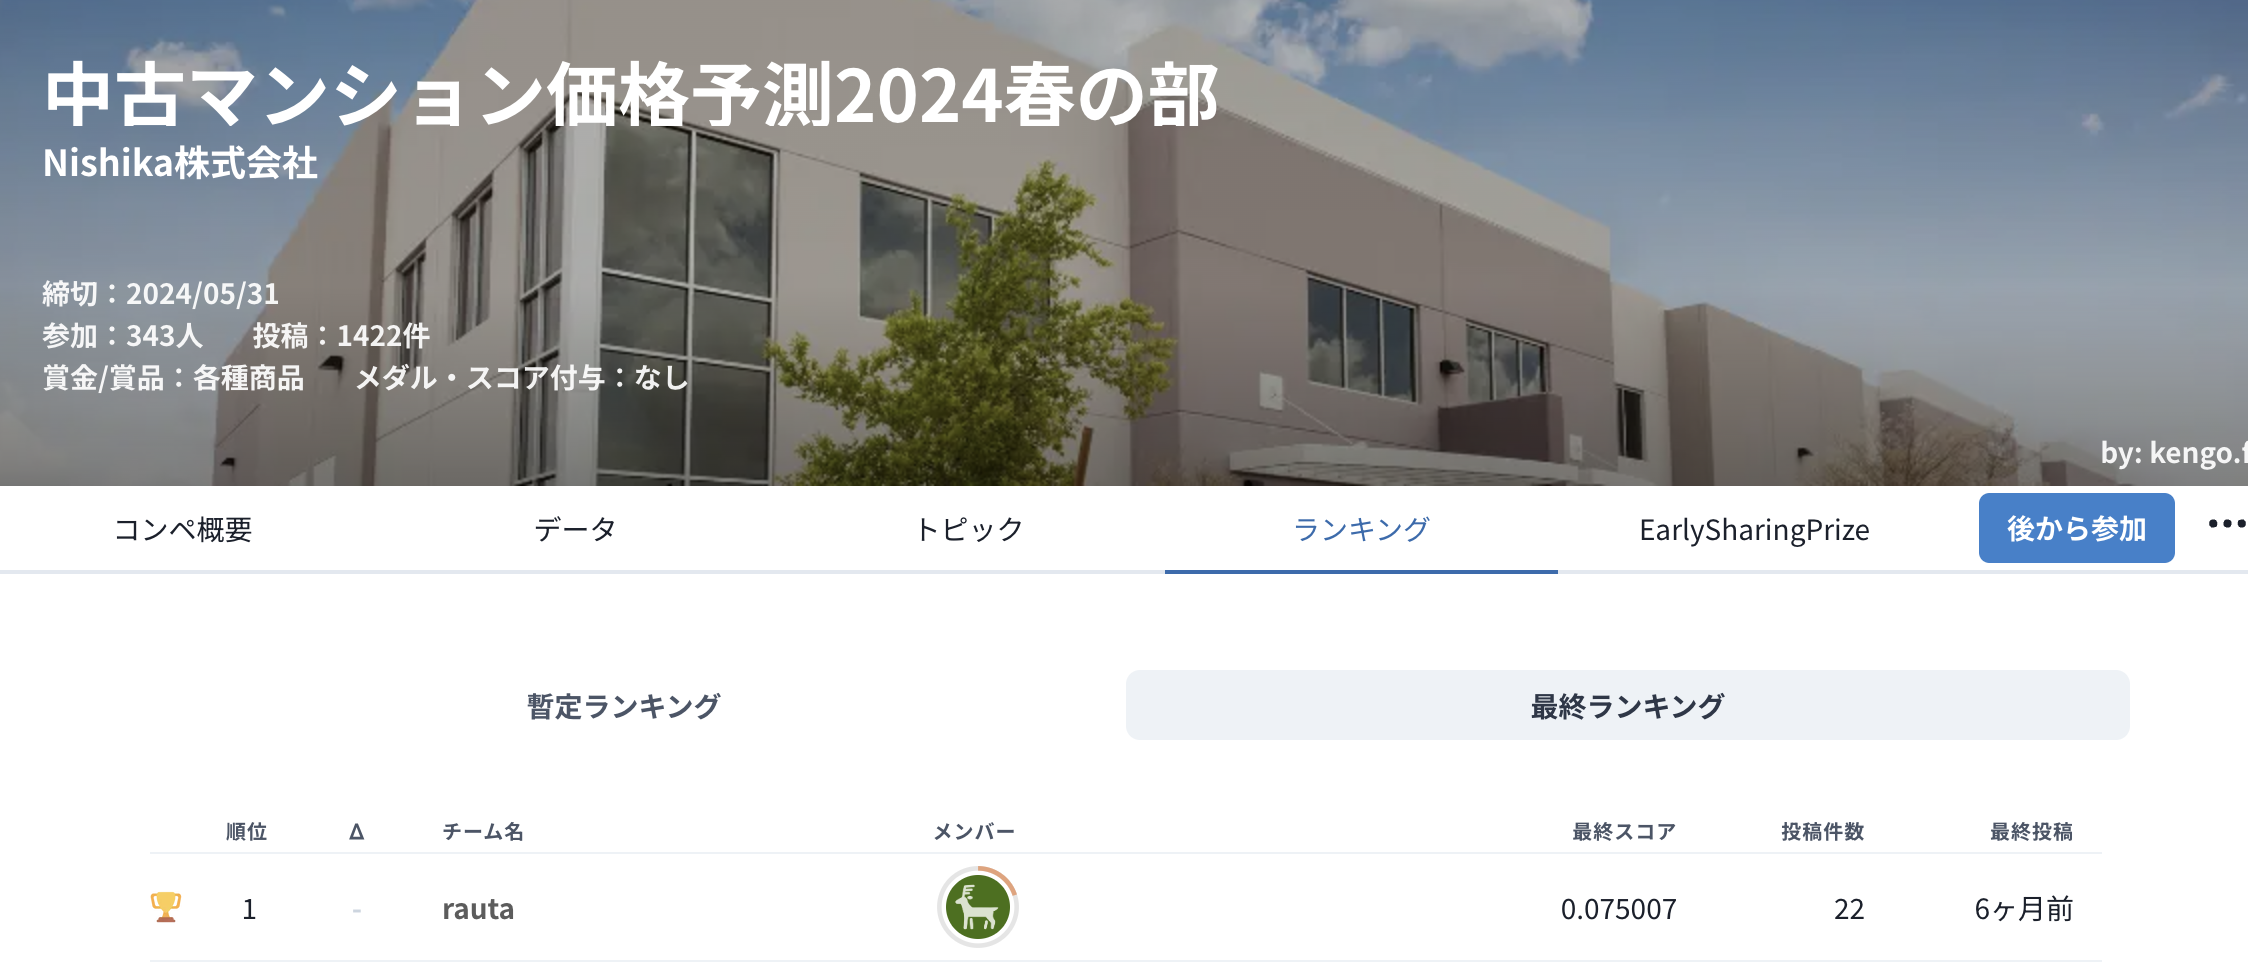 中古マンション価格予測2024春の部
Nishika株式会社
締切：2024/05/31
参加：343人 投稿：1422件
賞金/賞品：各種商品 メダル・スコア付与：なし
by: kengo.f
コンペ概要 データ トピック ランキング EarlySharingPrize 後から参加 •••
暫定ランキング 最終ランキング
順位 Δ チーム名 メンバー 最終スコア 投稿件数 最終投稿
1 - rauta 0.075007 22 6ヶ月前